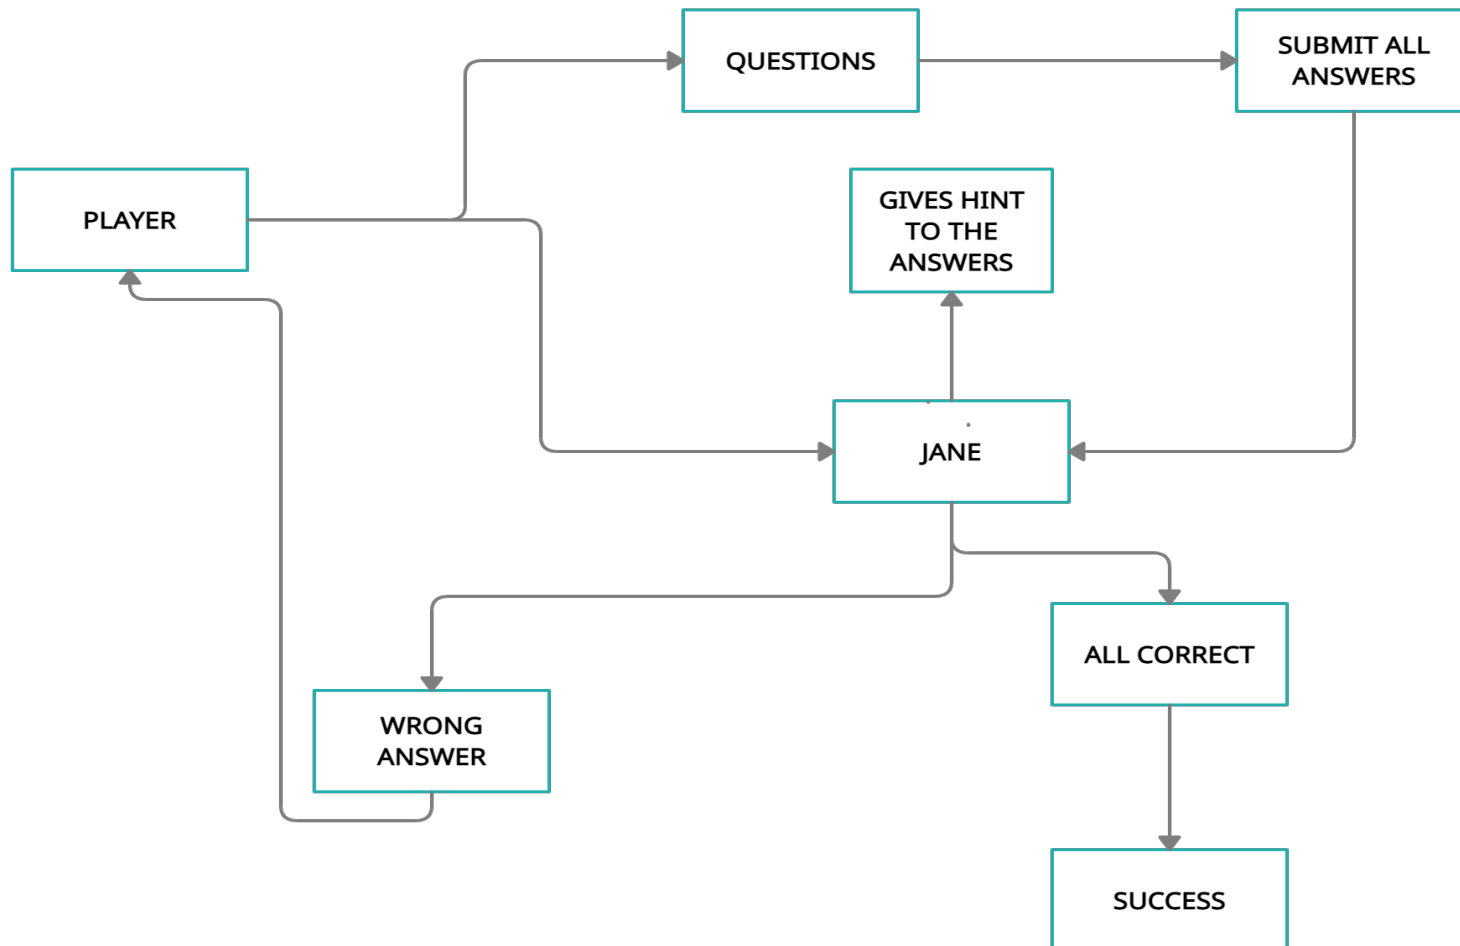 QUESTIONS
SUBMIT ALL
ANSWERS
PLAYER
GIVES HINT
TO THE
ANSWERS
JANE
ALL CORRECT
WRONG
ANSWER
SUCCESS